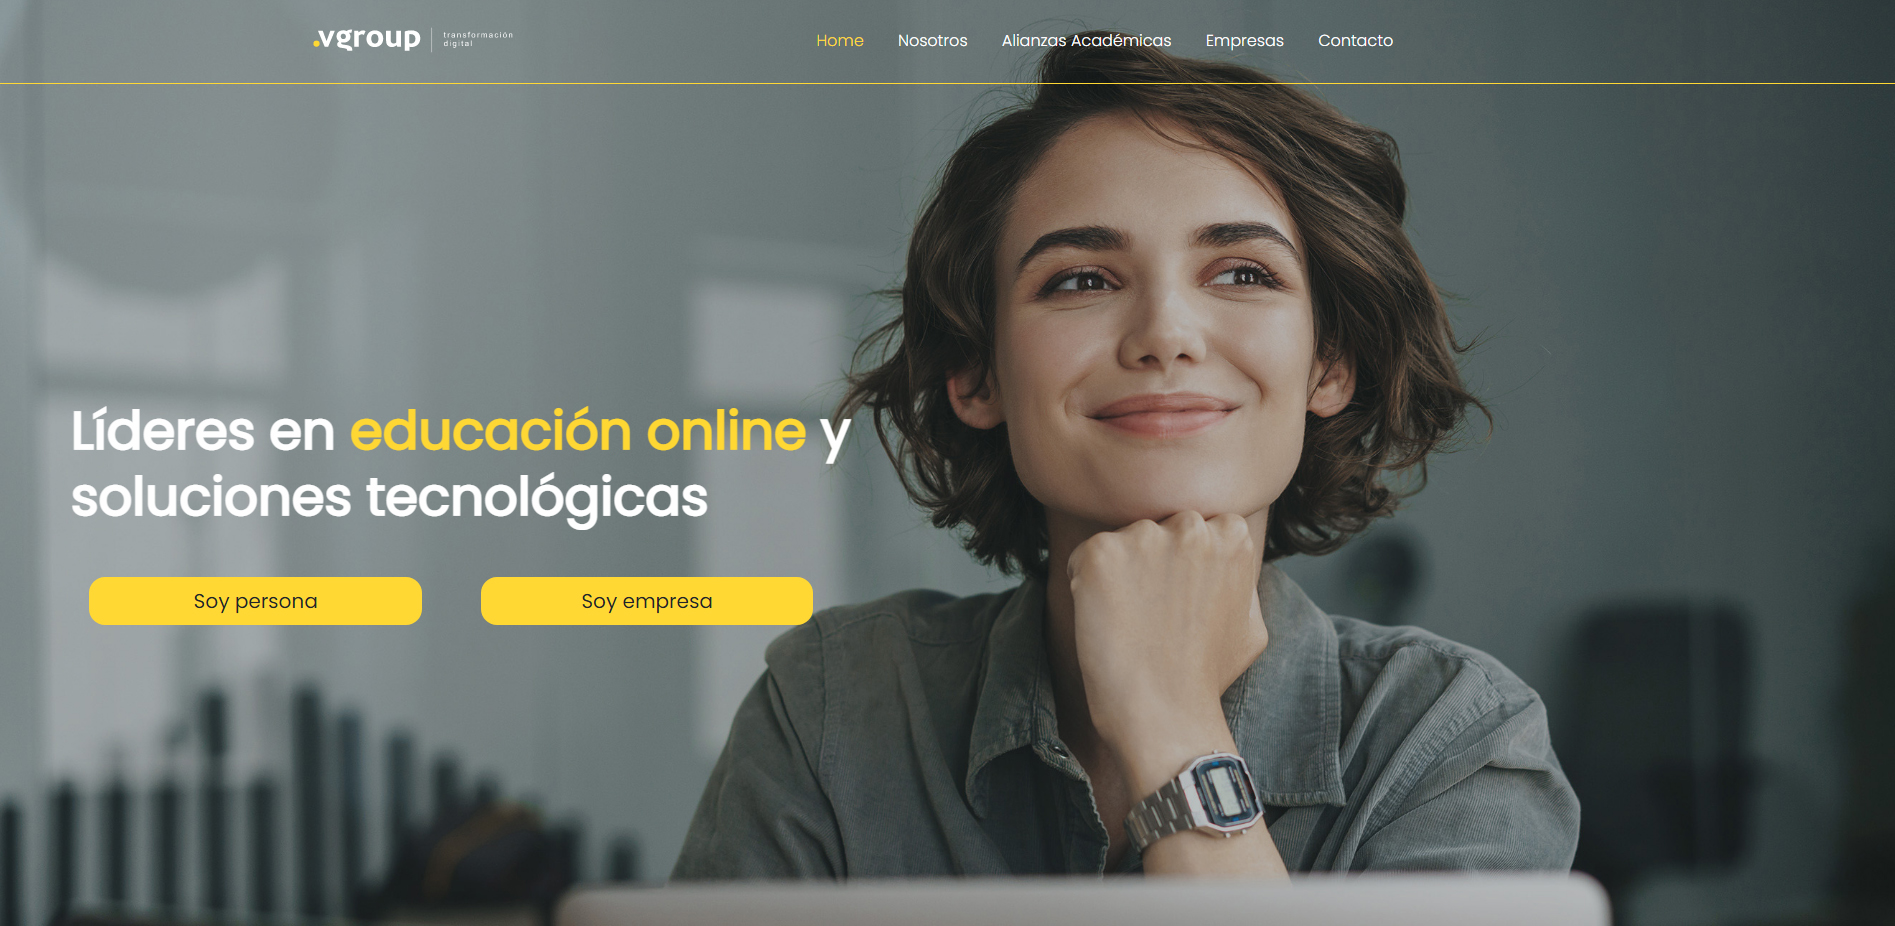 .vgroup
transformación
digital
Home
Nosotros
Alianzas Académicas
Empresas
Contacto
Líderes en educación online y
soluciones tecnológicas
Soy persona
Soy empresa